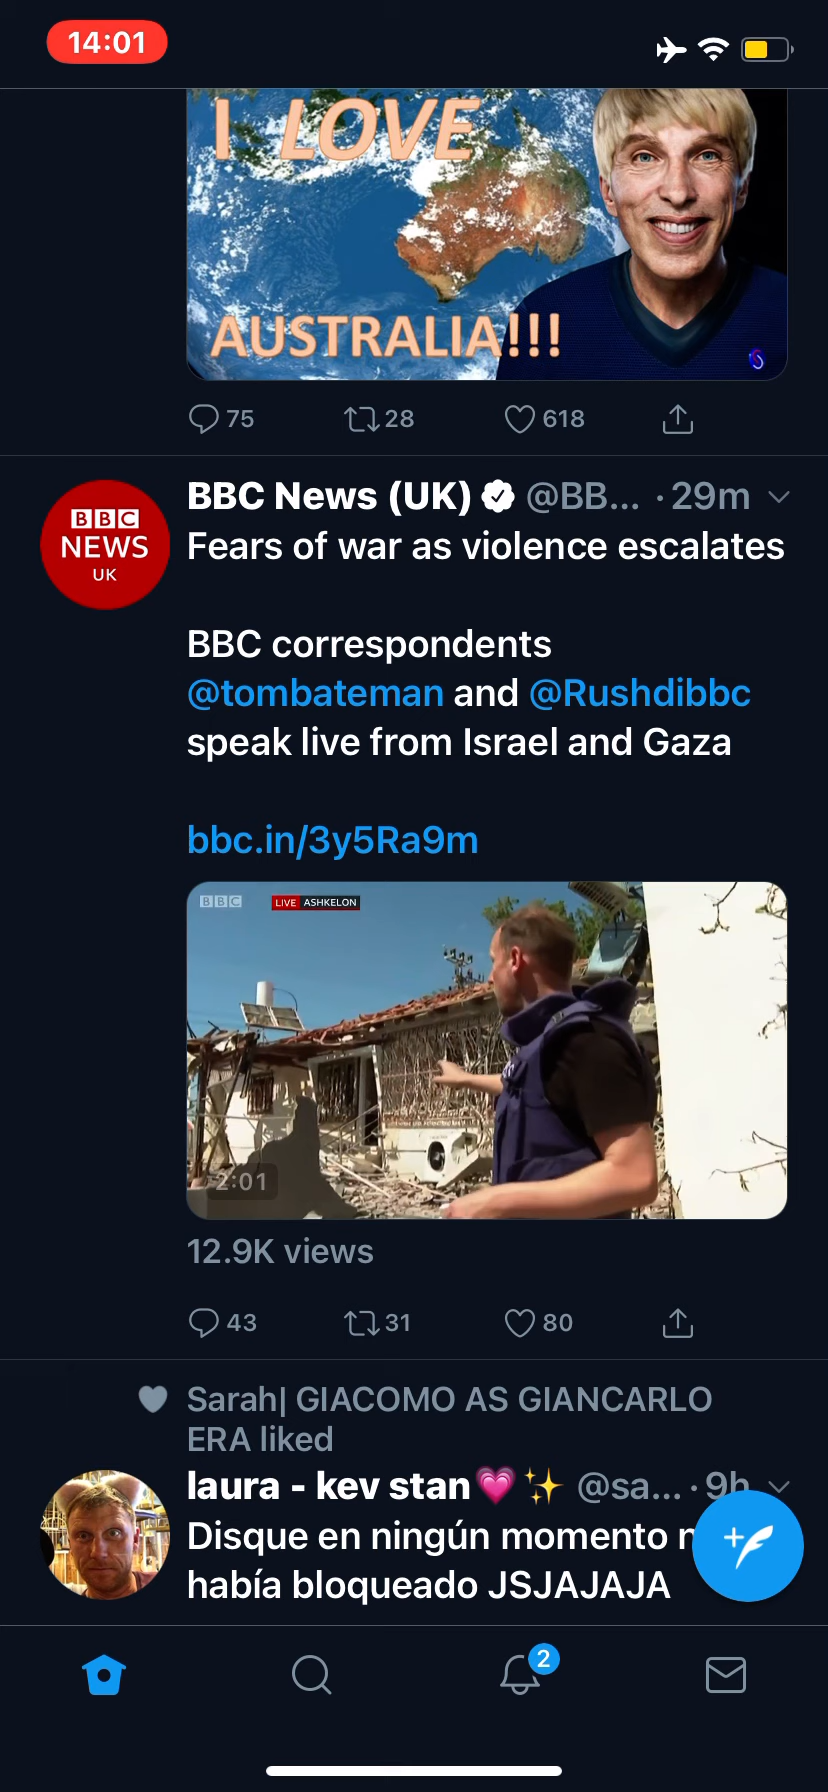 14:01
I LOVE
AUSTRALIA!!!
75 28 618
BBC News (UK) @BB... · 29m
BBC
NEWS
UK
Fears of war as violence escalates
BBC correspondents
@tombateman and @Rushdibbc
speak live from Israel and Gaza
bbc.in/3y5Ra9m
BBC LIVE ASHKELON
2:01
12.9K views
43 31 80
Sarah| GIACOMO AS GIANCARLO
ERA liked
laura - kev stan💗✨ @sa... · 9h
Disque en ningún momento
había bloqueado JSJAJAJA
2